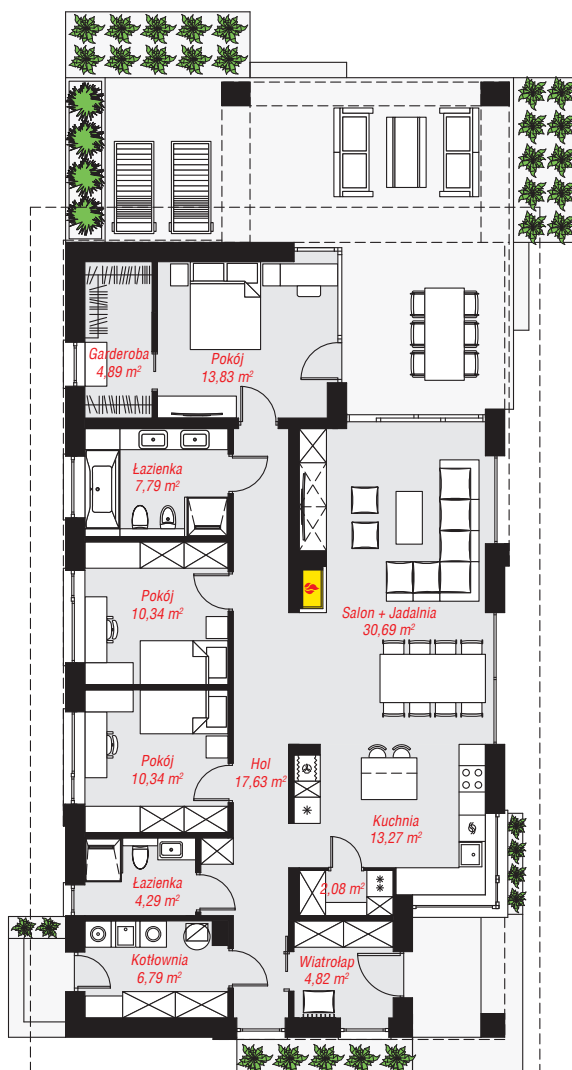 Garderoba
4,89 m²
Pokój
13,83 m²
Łazienka
7,79 m²
Pokój
10,34 m²
Salon + Jadalnia
30,69 m²
Pokój
10,34 m²
Hol
17,63 m²
Kuchnia
13,27 m²
Łazienka
4,29 m²
2,08 m²
Kotłownia
6,79 m²
Wiatrołap
4,82 m²